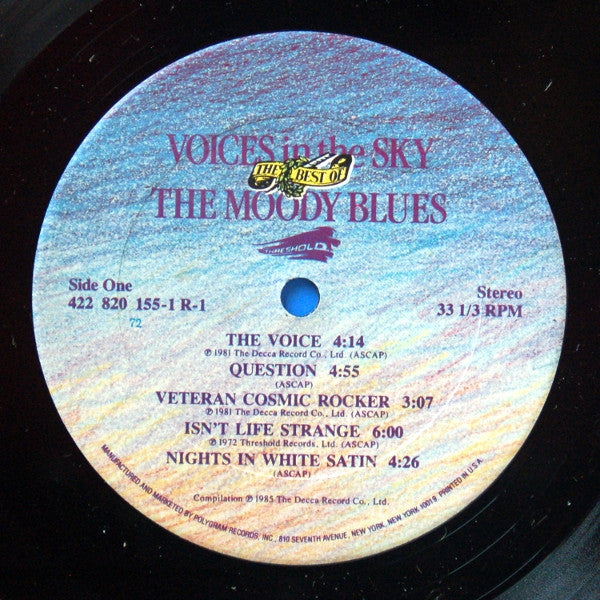 VOICES in the SKY
THE BEST OF
THE MOODY BLUES
THRESHOLD
Side One
422 820 155-1 R-1
72
Stereo
33 1/3 RPM
THE VOICE 4:14
℗ 1981 The Decca Record Co., Ltd. (ASCAP)
QUESTION 4:55
(ASCAP)
VETERAN COSMIC ROCKER 3:07
℗ 1981 The Decca Record Co., Ltd. (ASCAP)
ISN'T LIFE STRANGE 6:00
℗ 1972 Threshold Records, Ltd. (ASCAP)
NIGHTS IN WHITE SATIN 4:26
(ASCAP)
Compilation ℗ 1985 The Decca Record Co., Ltd.
MANUFACTURED AND MARKETED BY POLYGRAM RECORDS, INC., 810 SEVENTH AVENUE, NEW YORK, NEW YORK 10019 PRINTED IN U.S.A.